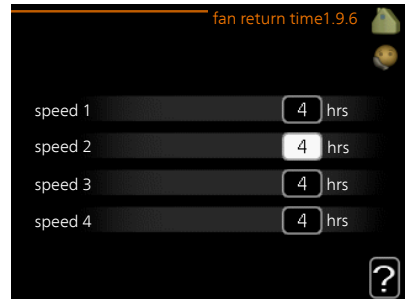 fan return time1.9.6
speed 1 4 hrs
speed 2 4 hrs
speed 3 4 hrs
speed 4 4 hrs
?